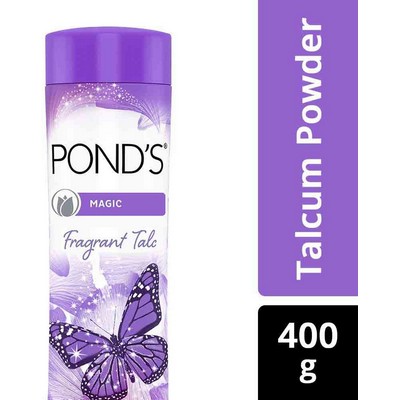 POND'S®
MAGIC
Fragrant Talc
Talcum Powder
400
g